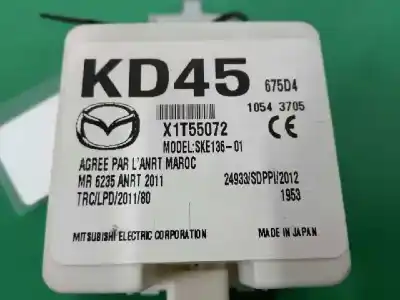 KD45 675D4
1054 3705
X1T55072
MODEL:SKE136-01
AGREE PAR L'ANRT MAROC
MR 6235 ANRT 2011 24933/SDPPI/2012
TRC/LPD/2011/80 1953
MITSUBISHI ELECTRIC CORPORATION MADE IN JAPAN